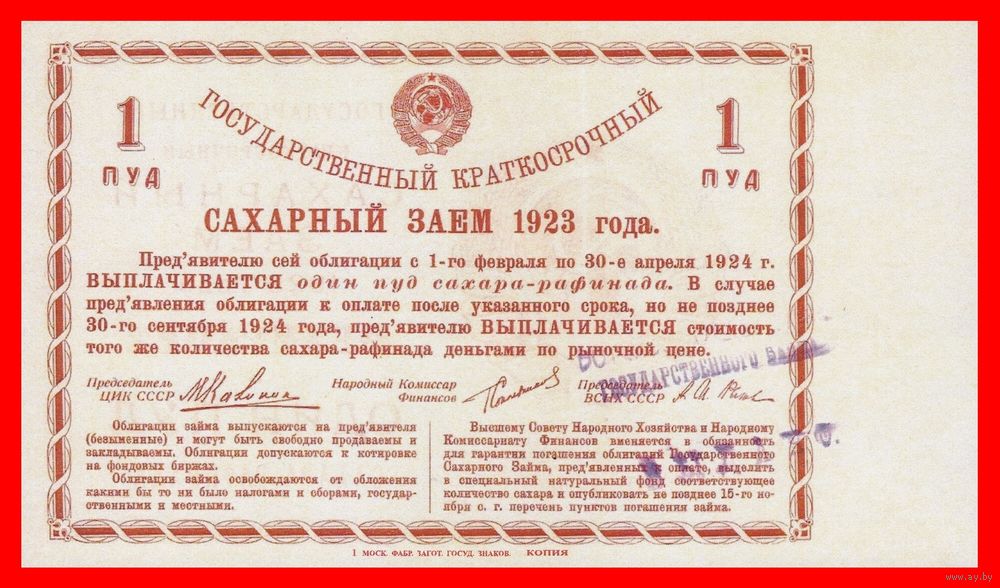 1 ПУД
ГОСУДАРСТВЕННЫЙ КРАТКОСРОЧНЫЙ
1 ПУД
САХАРНЫЙ ЗАЕМ 1923 года.
Пред’явителю сей облигации с 1-го февраля по 30-е апреля 1924 г.
ВЫПЛАЧИВАЕТСЯ один пуд сахара-рафинада. В случае
пред’явления облигации к оплате после указанного срока, но не позднее
30-го сентября 1924 года, пред’явителю ВЫПЛАЧИВАЕТСЯ стоимость
того же количества сахара-рафинада деньгами по рыночной цене.
ГОСУДАРСТВЕННОГО БАНКА
Председатель
ЦИК СССР
Народный Комиссар
Финансов
Председатель
ВСНХ СССР
Облигации займа выпускаются на пред’явителя
(безыменные) и могут быть свободно продаваемы и
закладываемы. Облигации допускаются к котировке
на фондовых биржах.
Облигации займа освобождаются от обложения
какими бы то ни было налогами и сборами, государ-
ственными и местными.
Высшему Совету Народного Хозяйства и Народному
Комиссариату Финансов вменяется в обязанность
для гарантии погашения облигаций Государственного
Сахарного Займа, пред’явленных к оплате, выделить
в специальный натуральный фонд соответствующее
количество сахара и опубликовать не позднее 15-го но-
ября с. г. перечень пунктов погашения займа.
1 МОСК. ФАБР. ЗАГОТ. ГОСУД. ЗНАКОВ. КОПИЯ
www.ay.by